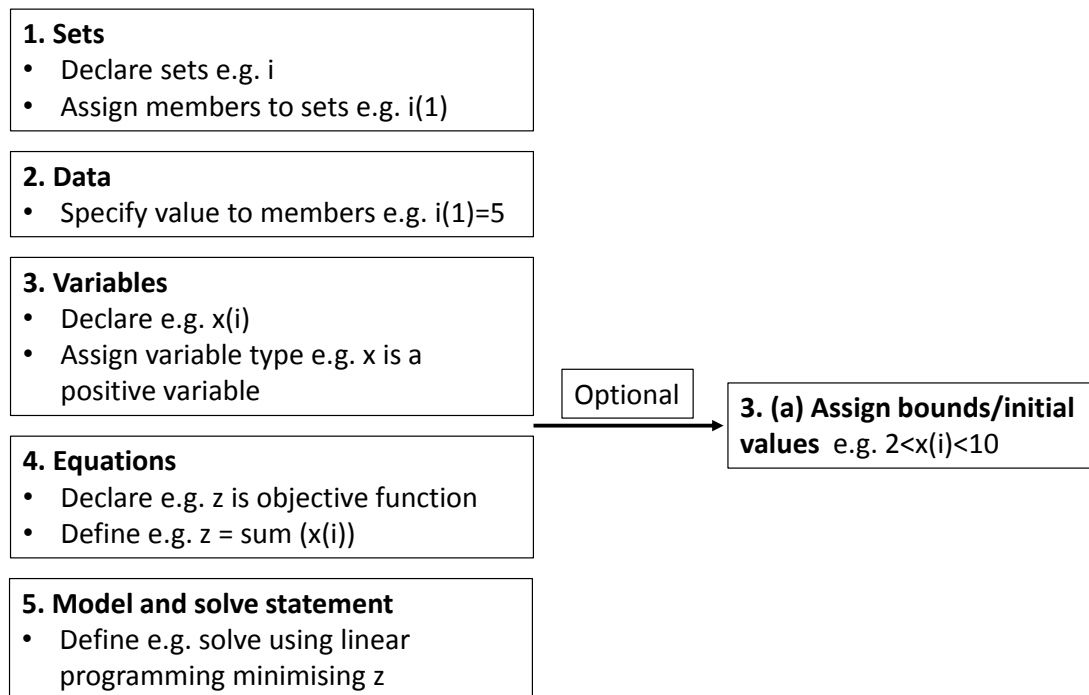 1. Sets
• Declare sets e.g. i
• Assign members to sets e.g. i(1)
2. Data
• Specify value to members e.g. i(1)=5
3. Variables
• Declare e.g. x(i)
• Assign variable type e.g. x is a
positive variable
Optional
3. (a) Assign bounds/initial
values e.g. 2<x(i)<10
4. Equations
• Declare e.g. z is objective function
• Define e.g. z = sum (x(i))
5. Model and solve statement
• Define e.g. solve using linear
programming minimising z